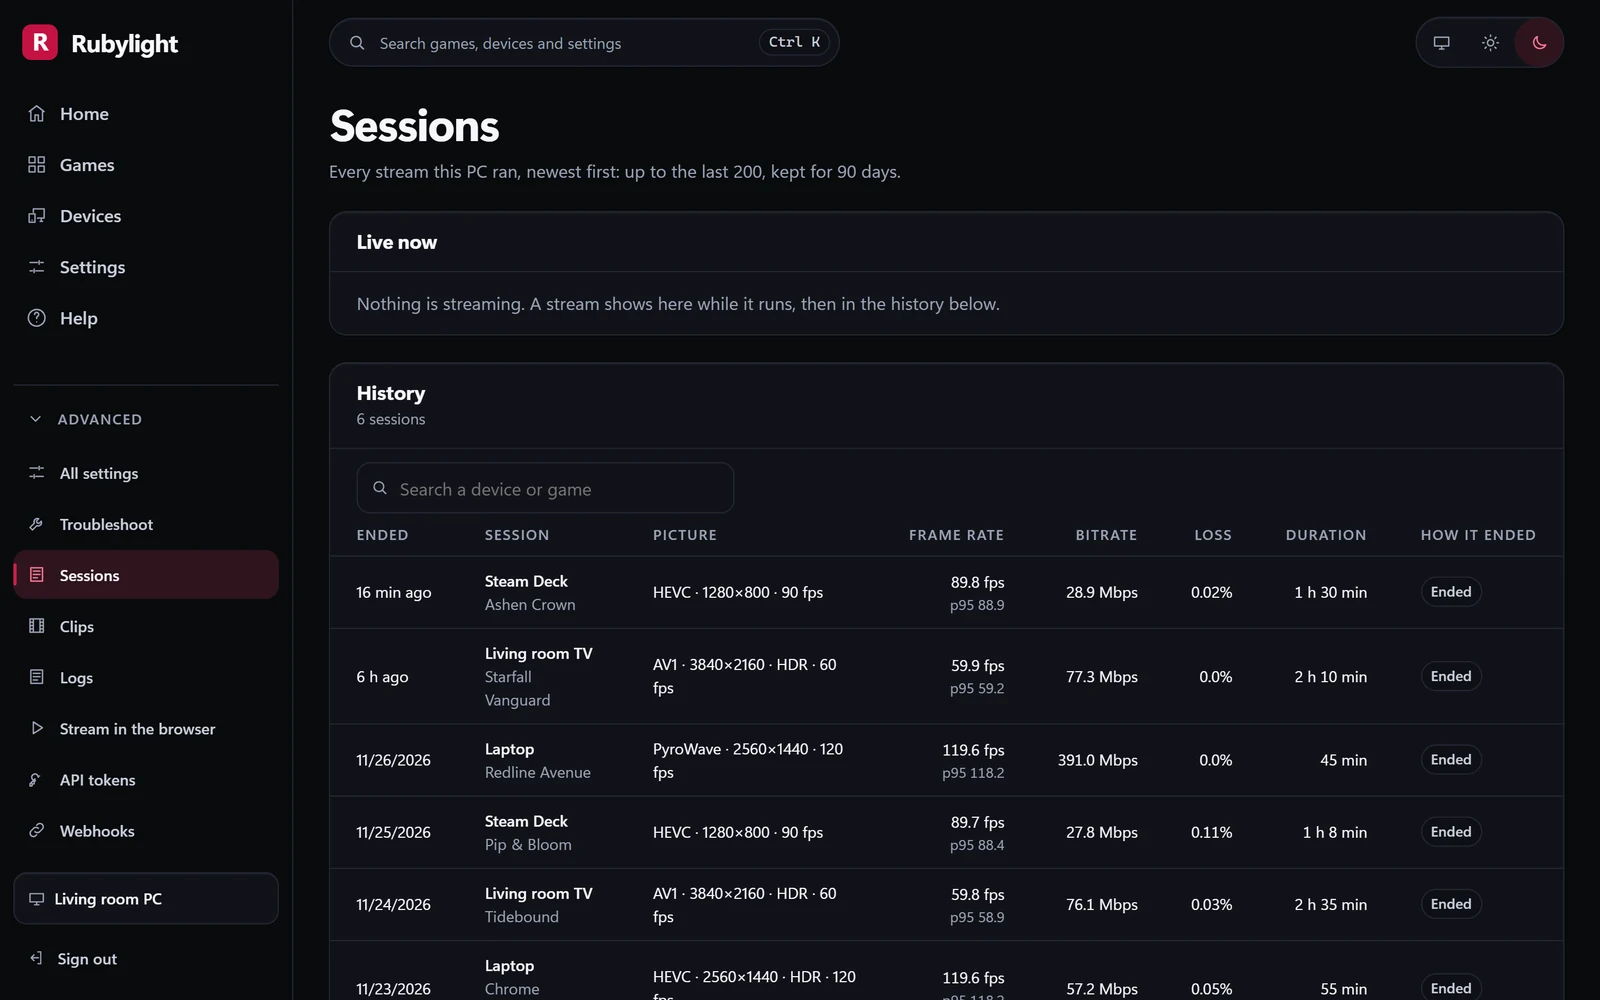 R Rubylight
Search games, devices and settings
Ctrl K
Home
Games
Devices
Settings
Help
ADVANCED
All settings
Troubleshoot
Sessions
Clips
Logs
Stream in the browser
API tokens
Webhooks
Living room PC
Sign out
Sessions
Every stream this PC ran, newest first: up to the last 200, kept for 90 days.
Live now
Nothing is streaming. A stream shows here while it runs, then in the history below.
History
6 sessions
Search a device or game
ENDED SESSION PICTURE FRAME RATE BITRATE LOSS DURATION HOW IT ENDED
16 min ago
Steam Deck
Ashen Crown
HEVC · 1280×800 · 90 fps
89.8 fps
p95 88.9
28.9 Mbps
0.02%
1 h 30 min
Ended
6 h ago
Living room TV
Starfall
Vanguard
AV1 · 3840×2160 · HDR · 60
fps
59.9 fps
p95 59.2
77.3 Mbps
0.0%
2 h 10 min
Ended
11/26/2026
Laptop
Redline Avenue
PyroWave · 2560×1440 · 120
fps
119.6 fps
p95 118.2
391.0 Mbps
0.0%
45 min
Ended
11/25/2026
Steam Deck
Pip & Bloom
HEVC · 1280×800 · 90 fps
89.7 fps
p95 88.4
27.8 Mbps
0.11%
1 h 8 min
Ended
11/24/2026
Living room TV
Tidebound
AV1 · 3840×2160 · HDR · 60
fps
59.8 fps
p95 58.9
76.1 Mbps
0.03%
2 h 35 min
Ended
11/23/2026
Laptop
Chrome
HEVC · 2560×1440 · HDR · 120
fps
119.6 fps
p95 118.2
57.2 Mbps
0.05%
55 min
Ended